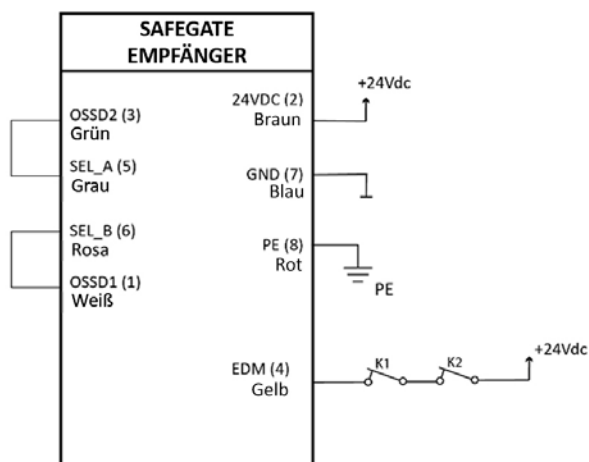 SAFEGATE
EMPFÄNGER
OSSD2 (3)
Grün
SEL_A (5)
Grau
SEL_B (6)
Rosa
OSSD1 (1)
Weiß
24VDC (2)
Braun
+24Vdc
GND (7)
Blau
PE (8)
Rot
PE
EDM (4)
Gelb
K1
K2
+24Vdc